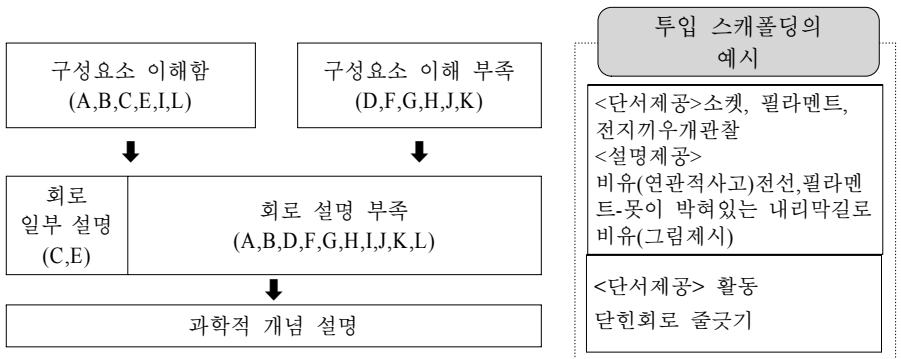 구성요소 이해함
(A,B,C,E,I,L)
구성요소 이해 부족
(D,F,G,H,J,K)
회로
일부 설명
(C,E)
회로 설명 부족
(A,B,D,F,G,H,I,J,K,L)
과학적 개념 설명
투입 스캐폴딩의
예시
<단서제공>소켓, 필라멘트,
전지끼우개관찰
<설명제공>
비유(연관적사고)전선,필라멘
트-못이 박혀있는 내리막길로
비유(그림제시)
<단서제공> 활동
닫힌회로 줄긋기